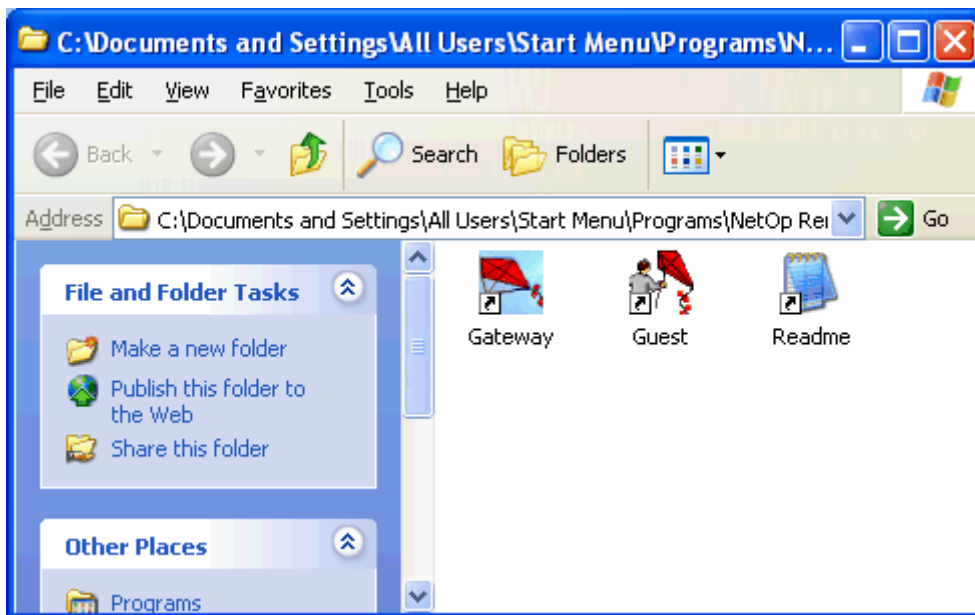 C:\Documents and Settings\All Users\Start Menu\Programs\N...
File Edit View Favorites Tools Help
Back Search Folders
Address C:\Documents and Settings\All Users\Start Menu\Programs\NetOp Rei Go
File and Folder Tasks
Make a new folder
Publish this folder to
the Web
Share this folder
Other Places
Programs
Gateway Guest Readme